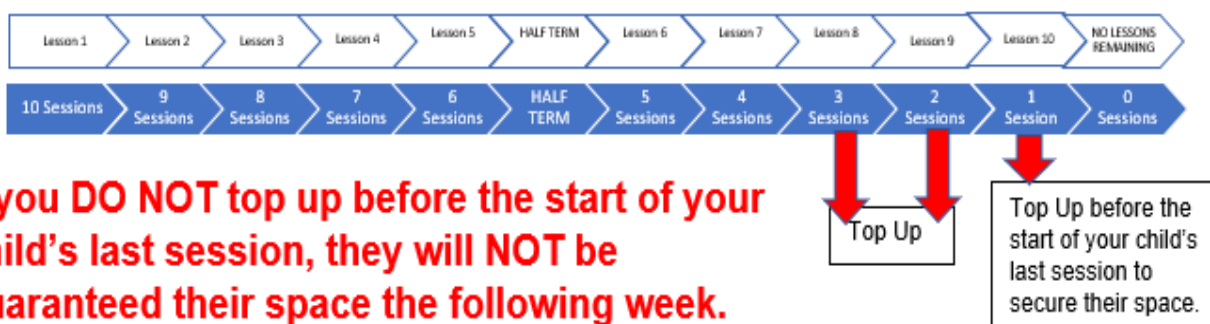 Lesson 1
Lesson 2
Lesson 3
Lesson 4
Lesson 5
HALF TERM
Lesson 6
Lesson 7
Lesson 8
Lesson 9
Lesson 10
NO LESSONS
REMAINING
10 Sessions
9
Sessions
8
Sessions
7
Sessions
6
Sessions
HALF
TERM
5
Sessions
4
Sessions
3
Sessions
2
Sessions
1
Session
0
Sessions
you DO NOT top up before the start of your
hild's last session, they will NOT be
uaranteed their space the following week.
Top Up
Top Up before the
start of your child's
last session to
secure their space.